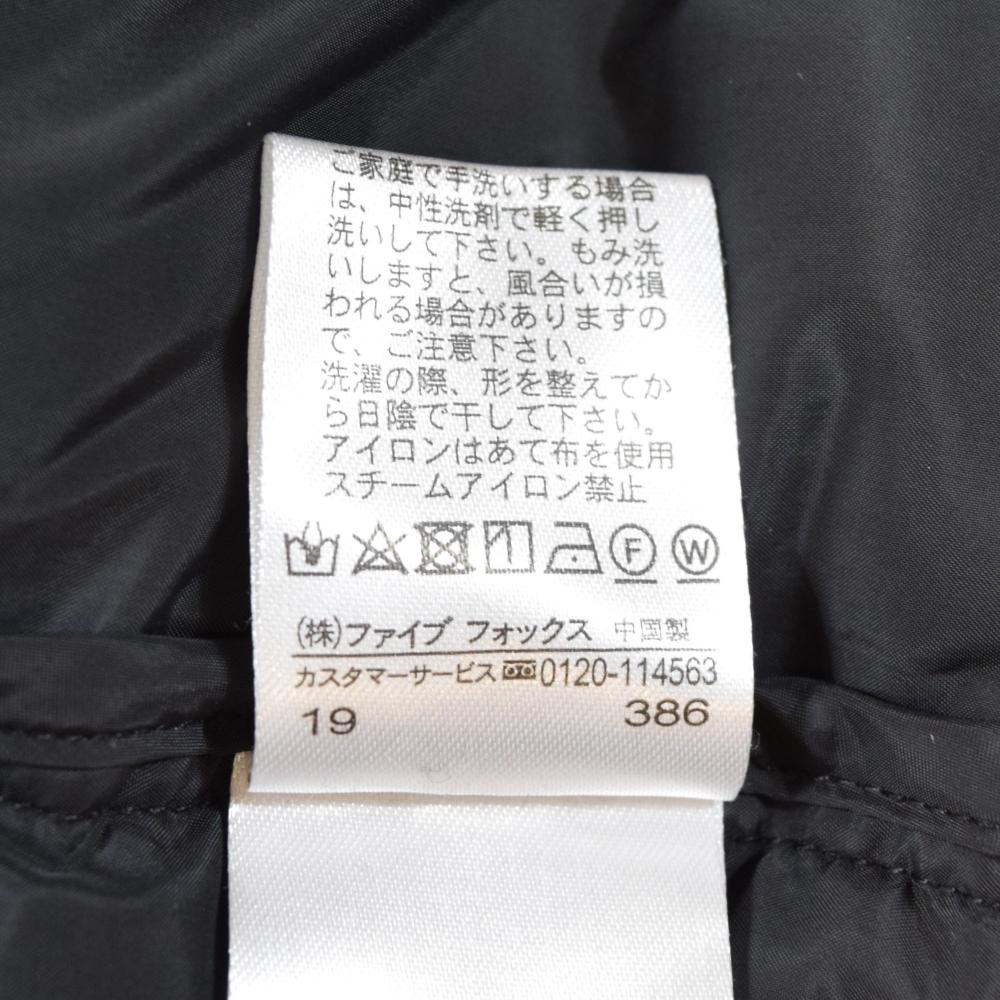 ご家庭で手洗いする場合
は、中性洗剤で軽く押し
洗いして下さい。もみ洗
いしますと、風合いが損
われる場合がありますの
で、ご注意下さい。
洗濯の際、形を整えてか
ら日陰で干して下さい。
アイロンはあて布を使用
スチームアイロン禁止
F W
(株)ファイブ フォックス 中国製
カスタマーサービス 0120-114563
19 386